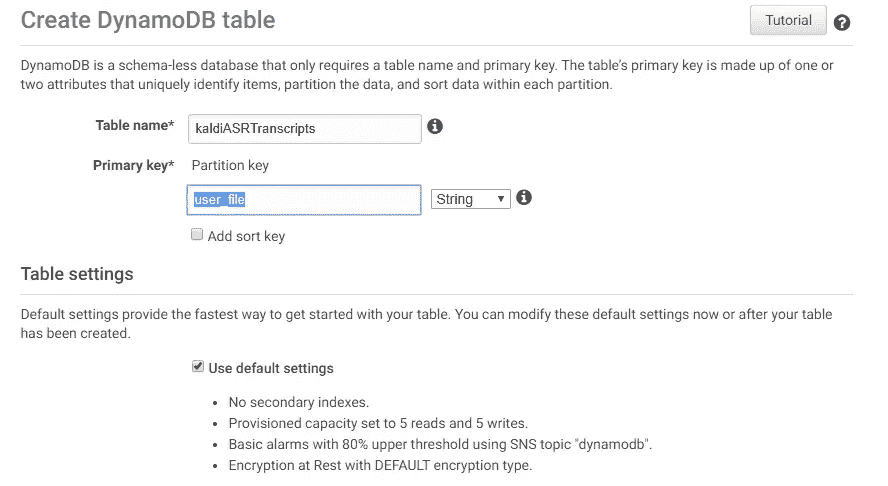 Create DynamoDB table
Tutorial
DynamoDB is a schema-less database that only requires a table name and primary key. The table's primary key is made up of one or
two attributes that uniquely identify items, partition the data, and sort data within each partition.
Table name* kaldiASRTranscripts
Primary key* Partition key
user_file String
Add sort key
Table settings
Default settings provide the fastest way to get started with your table. You can modify these default settings now or after your table
has been created.
Use default settings
• No secondary indexes.
• Provisioned capacity set to 5 reads and 5 writes.
• Basic alarms with 80% upper threshold using SNS topic "dynamodb".
• Encryption at Rest with DEFAULT encryption type.